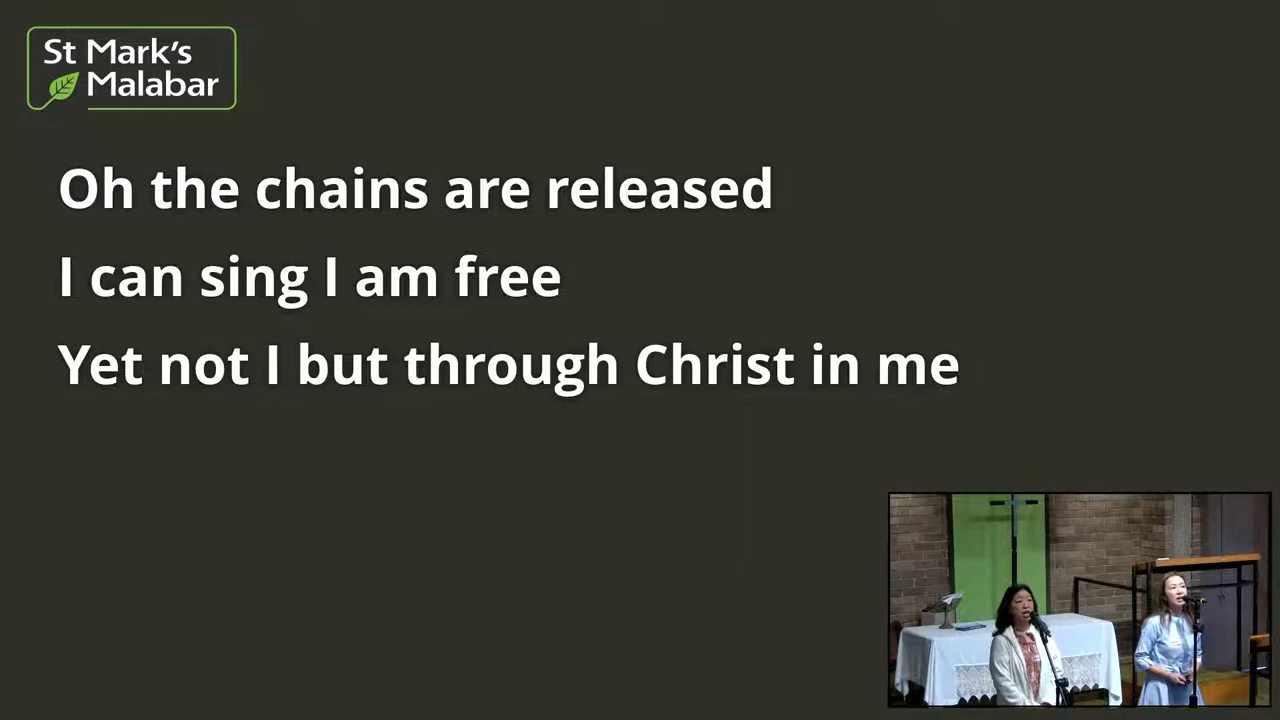 St Mark's
Malabar
Oh the chains are released
I can sing I am free
Yet not I but through Christ in me